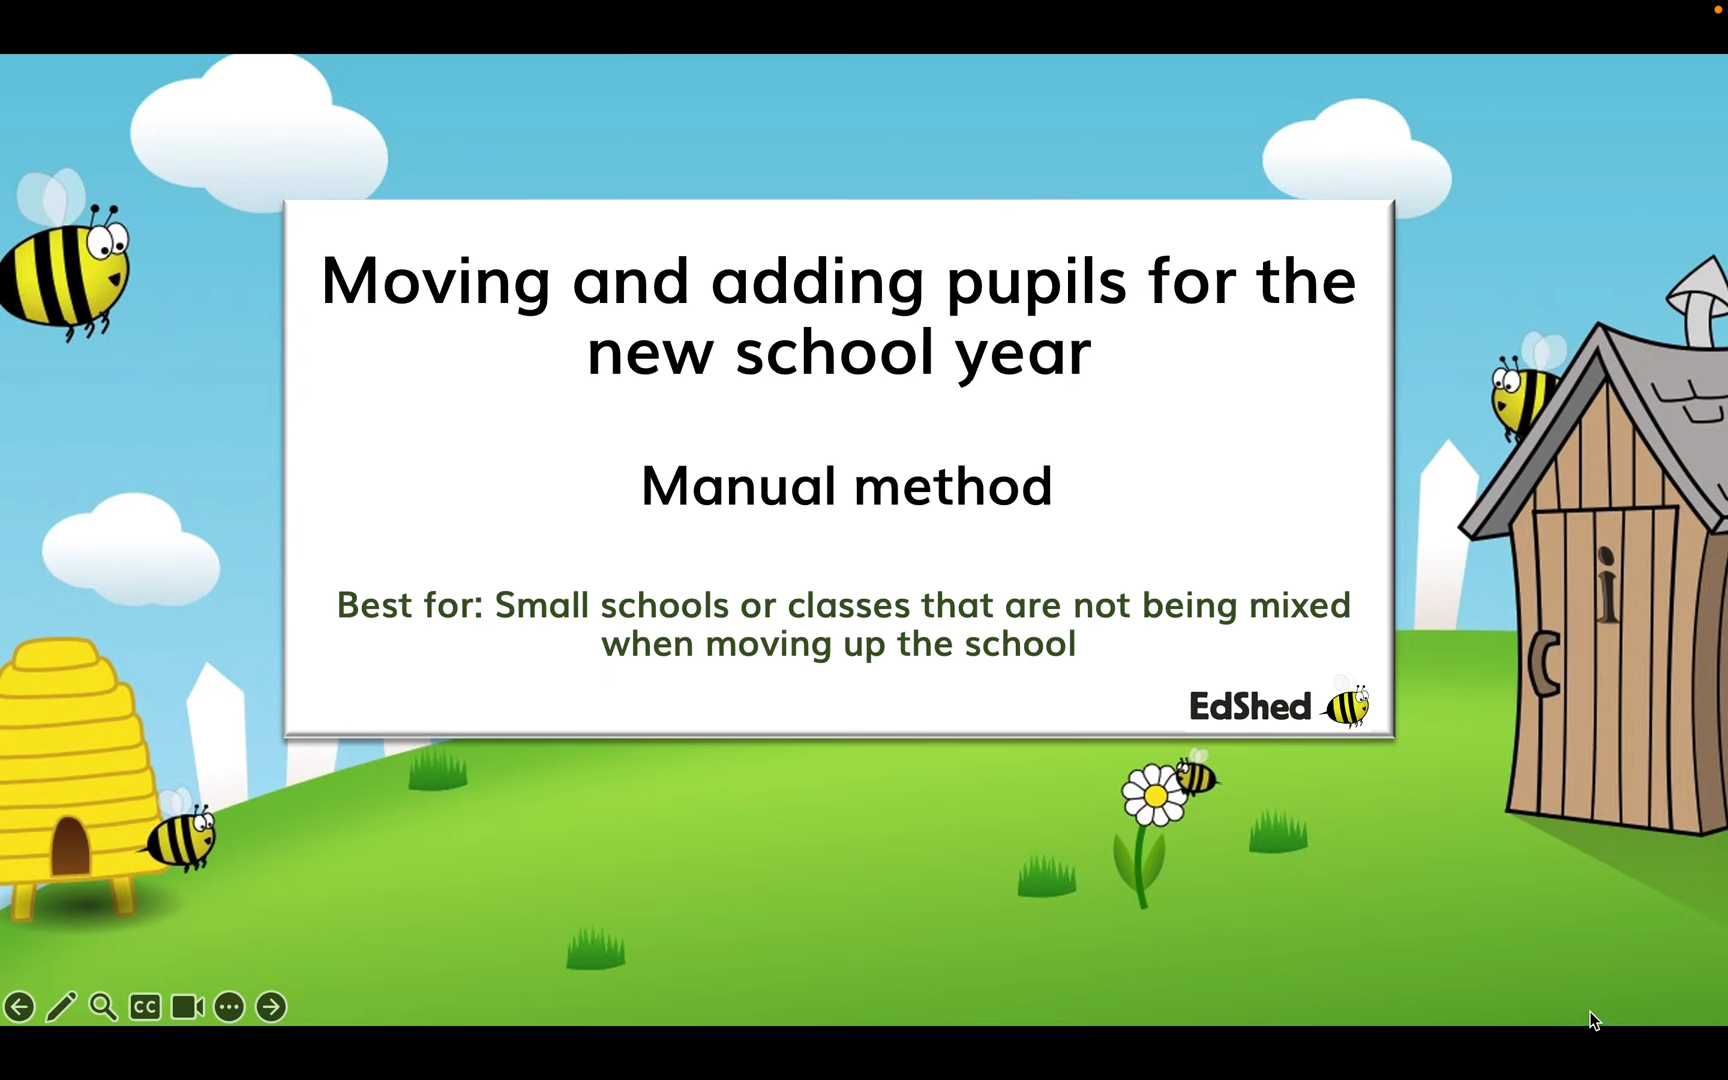 Moving and adding pupils for the
new school year
Manual method
Best for: Small schools or classes that are not being mixed
when moving up the school
EdShed
i
CC